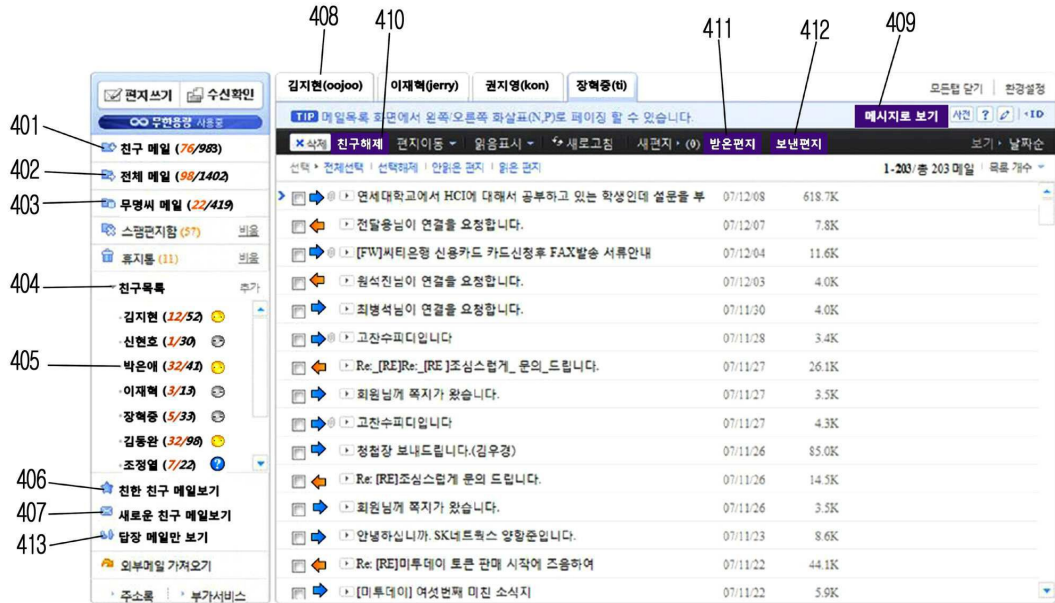 408
410
411
412
409
편지쓰기 수신확인
무한용량 사용중
401
친구 메일 (76/983)
402
전체 메일 (98/1402)
403
무명씨 메일 (22/419)
스팸편지함 (57) 비움
휴지통 (11) 비움
404
친구목록 추가
김지현 (12/52)
신현호 (1/30)
405
박은애 (32/41)
이재혁 (3/13)
장혁중 (5/33)
김동완 (32/98)
조정열 (7/22)
406
친한 친구 메일보기
407
새로운 친구 메일보기
413
답장 메일만 보기
외부메일 가져오기
주소록 부가서비스
김지현(oojoo) 이재혁(jerry) 권지영(kon) 장혁중(ti) 모든탭 닫기 환경설정
TIP 메일목록 화면에서 왼쪽/오른쪽 화살표(N,P)로 페이징 할 수 있습니다. 메시지로 보기 사전 ? ID
×삭제 친구해제 편지이동 읽음표시 새로고침 새편지 (0) 받은편지 보낸편지 보기 날짜순
선택 전체선택 선택해제 안읽은 편지 읽은 편지 1-203/총 203 메일 목록 개수
연세대학교에서 HCI에 대해서 공부하고 있는 학생인데 설문을 부 07/12/08 618.7K
전달용님이 연결을 요청합니다. 07/12/07 7.8K
[FW]씨티은행 신용카드 카드신청후 FAX발송 서류안내 07/12/04 11.6K
원석진님이 연결을 요청합니다. 07/12/03 4.0K
최병석님이 연결을 요청합니다. 07/11/30 4.0K
고찬수피디입니다 07/11/28 3.4K
Re:_[RE]Re:_[RE ]조심스럽게_ 문의_드립니다. 07/11/27 26.1K
회원님께 쪽지가 왔습니다. 07/11/27 3.5K
고찬수피디입니다 07/11/27 4.3K
청첩장 보내드립니다.(김우경) 07/11/26 85.0K
Re: [RE]조심스럽게 문의 드립니다. 07/11/26 14.5K
회원님께 쪽지가 왔습니다. 07/11/26 3.5K
안녕하십니까. SK네트웍스 양항준입니다. 07/11/23 8.6K
Re: [RE]미투데이 토큰 판매 시작에 즈음하여 07/11/22 44.1K
[미투데이] 여섯번째 미친 소식지 07/11/22 5.9K